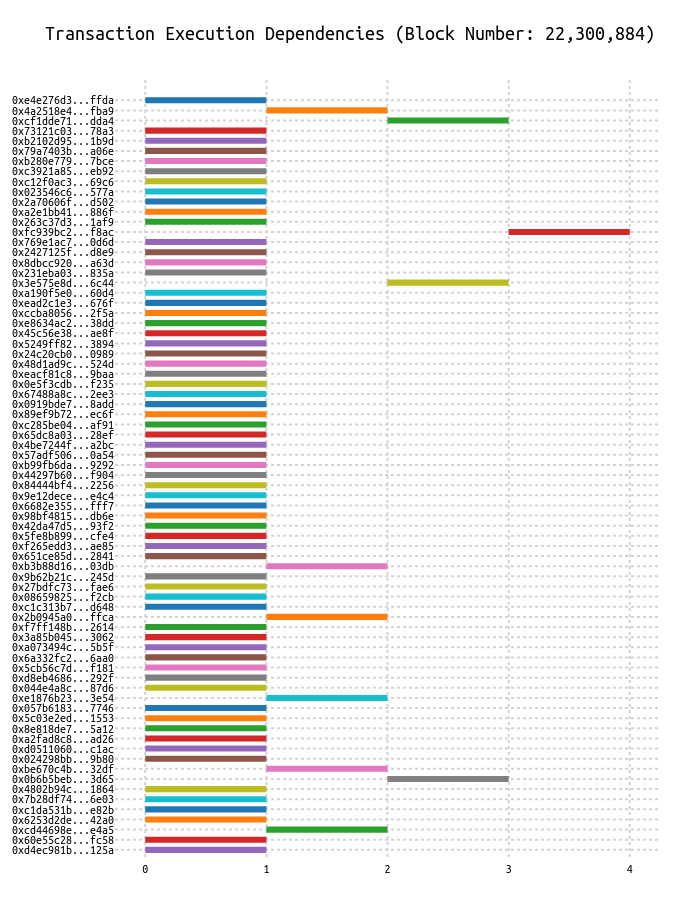 Transaction Execution Dependencies (Block Number: 22,300,884)
0xe4e276d3...ffda
0x4a2518e4...fba9
0xcf1dde71...dda4
0x73121c03...78a3
0xb2102d95...1b9d
0x79a7403b...a06e
0xb280e779...7bce
0xc3921a85...eb92
0xc12f0ac3...69c6
0x023546c6...577a
0x2a70606f...d502
0xa2e1bb41...886f
0x263c37d3...1af9
0xfc939bc2...f8ac
0x769e1ac7...0d6d
0x2427125f...d8e9
0x8dbcc920...a63d
0x231eba03...835a
0x3e575e8d...6c44
0xa190f5e0...60d4
0xead2c1e3...676f
0xccba8056...2f5a
0xe8634ac2...38dd
0x45c56e38...ae8f
0x5249ff82...3894
0x24c20cb0...0989
0x48d1ad9c...524d
0xeacf81c8...9baa
0x0e5f3cdb...f235
0x67488a8c...2ee3
0x0919bde7...8add
0x89ef9b72...ec6f
0xc285be04...af91
0x65dc8a03...28ef
0x4be7244f...a2bc
0x57adf506...0a54
0xb99fb6da...9292
0x44297b60...f904
0x84444bf4...2256
0x9e12dece...e4c4
0x6682e355...fff7
0x98bf4815...db6e
0x42da47d5...93f2
0x5fe8b899...cfe4
0xf265edd3...ae85
0x651ce85d...2841
0xb3b88d16...03db
0x9b62b21c...245d
0x27bdfc73...fae6
0x08659825...f2cb
0xc1c313b7...d648
0x2b0945a0...ffca
0xf7ff148b...2614
0x3a85b045...3062
0xa073494c...5b5f
0x6a332fc2...6aa0
0x5cb56c7d...f181
0xd8eb4686...292f
0x044e4a8c...87d6
0xe1876b23...3e54
0x057b6183...7746
0x5c03e2ed...1553
0x8e818de7...5a12
0xa2fad8c8...ad26
0xd0511060...c1ac
0x024298bb...9b80
0xbe670c4b...32df
0x0b6b5beb...3d65
0x4802b94c...1864
0x7b28df74...6e03
0xc1da531b...e82b
0x6253d2de...42a0
0xcd44698e...e4a5
0x60e55c28...fc58
0xd4ec981b...125a
0 1 2 3 4